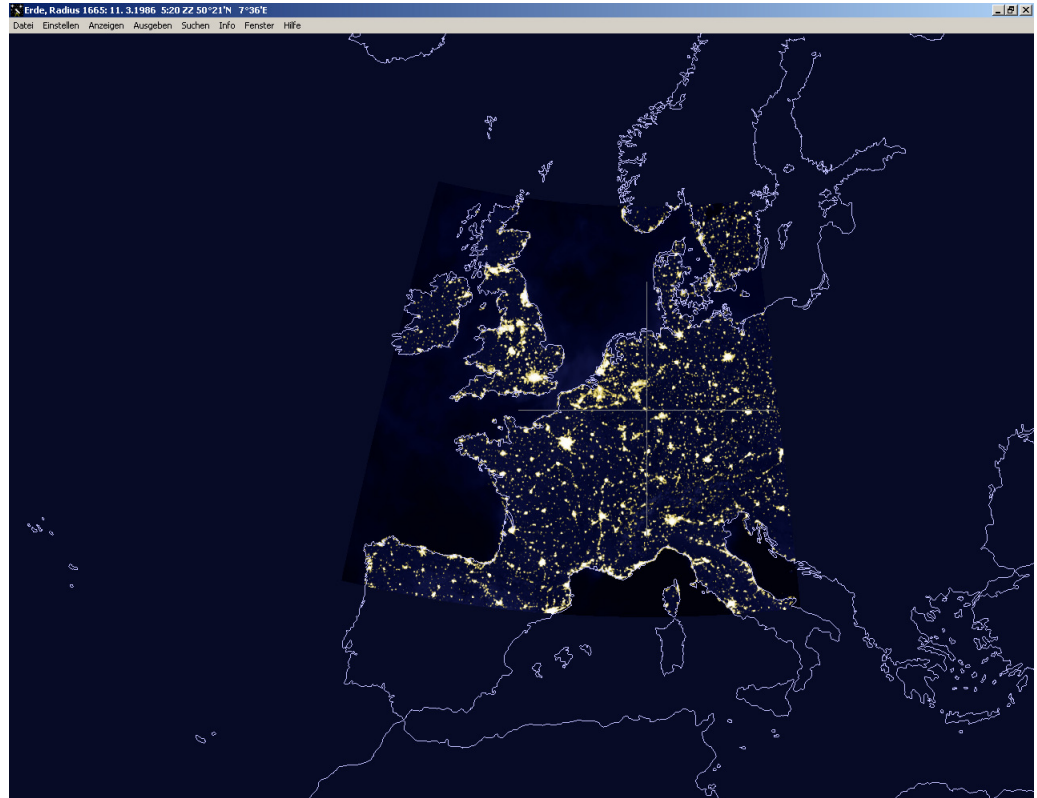 Erde, Radius 1665: 11. 3.1986 5:20 ZZ 50°21'N 7°36'E
Datei Einstellen Anzeigen Ausgeben Suchen Info Fenster Hilfe